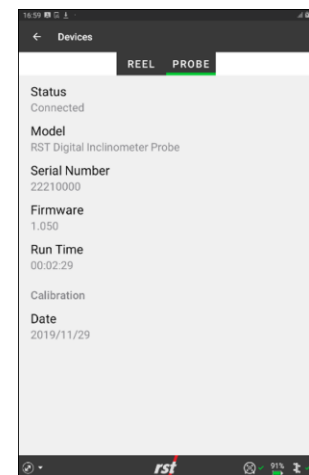 16:59
Devices
REEL PROBE
Status
Connected
Model
RST Digital Inclinometer Probe
Serial Number
22210000
Firmware
1.050
Run Time
00:02:29
Calibration
Date
2019/11/29
rst
91%